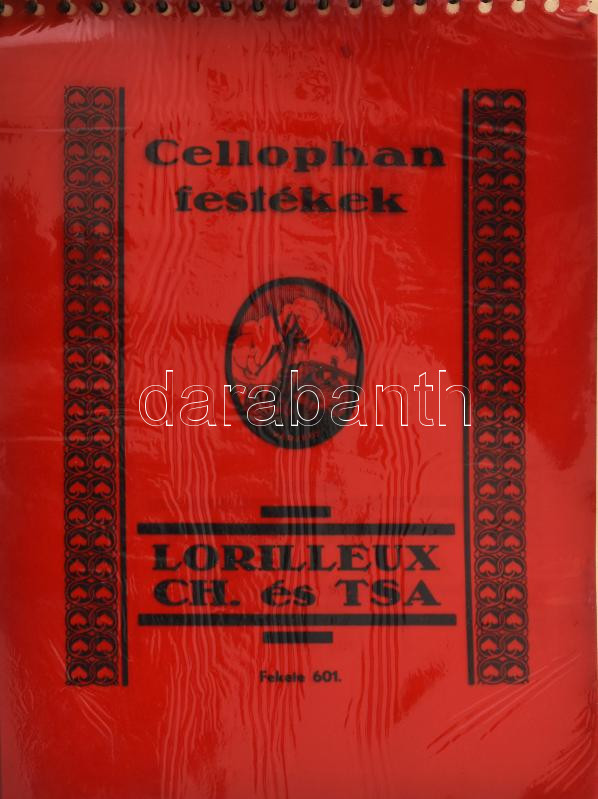 Cellophan
festékek
darabanth
LORILLEUX
CH. és TSA
Fekete 601.